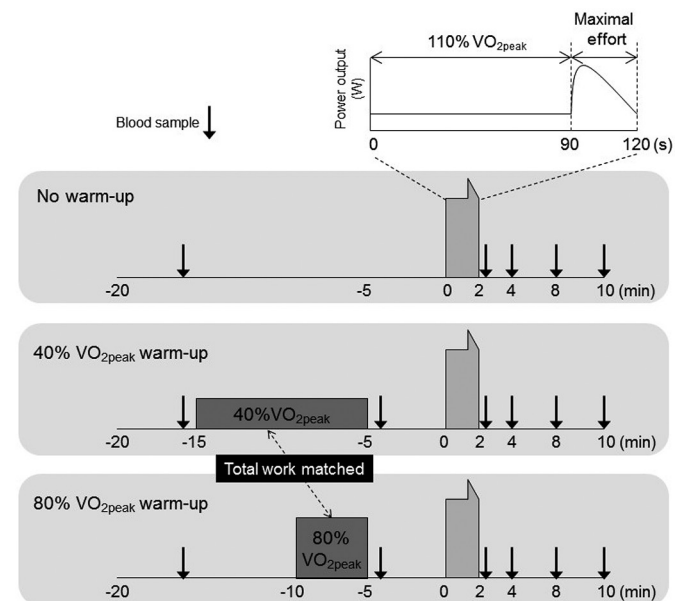 Maximal
effort
110% VO2peak
Power output
(W)
0 90 120 (s)
Blood sample
No warm-up
-20 -5 0 2 4 8 10 (min)
40% VO2peak warm-up
40%VO2peak
-20 -15 -5 0 2 4 8 10 (min)
Total work matched
80% VO2peak warm-up
80%
VO2peak
-20 -10 -5 0 2 4 8 10 (min)